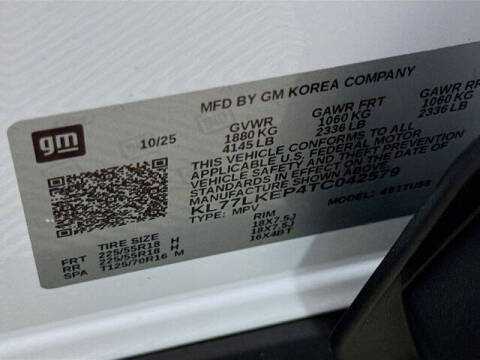 gm
MFD BY GM KOREA COMPANY
10/25
GVWR GAWR FRT GAWR RR
1880 KG 1060 KG 1060 KG
4145 LB 2336 LB 2336 LB
THIS VEHICLE CONFORMS TO ALL
APPLICABLE U.S. FEDERAL MOTOR
VEHICLE SAFETY AND THEFT PREVENTION
STANDARDS IN EFFECT ON THE DATE OF
MANUFACTURE SHOWN ABOVE
KL77LKEP4TC042579
TYPE: MPV MODEL:
TIRE SIZE RIM
FRT 225/55R18 H 18X7.5J
RR 225/55R18 H 18X7.5J
SPA T125/70R16 M 16X4BT